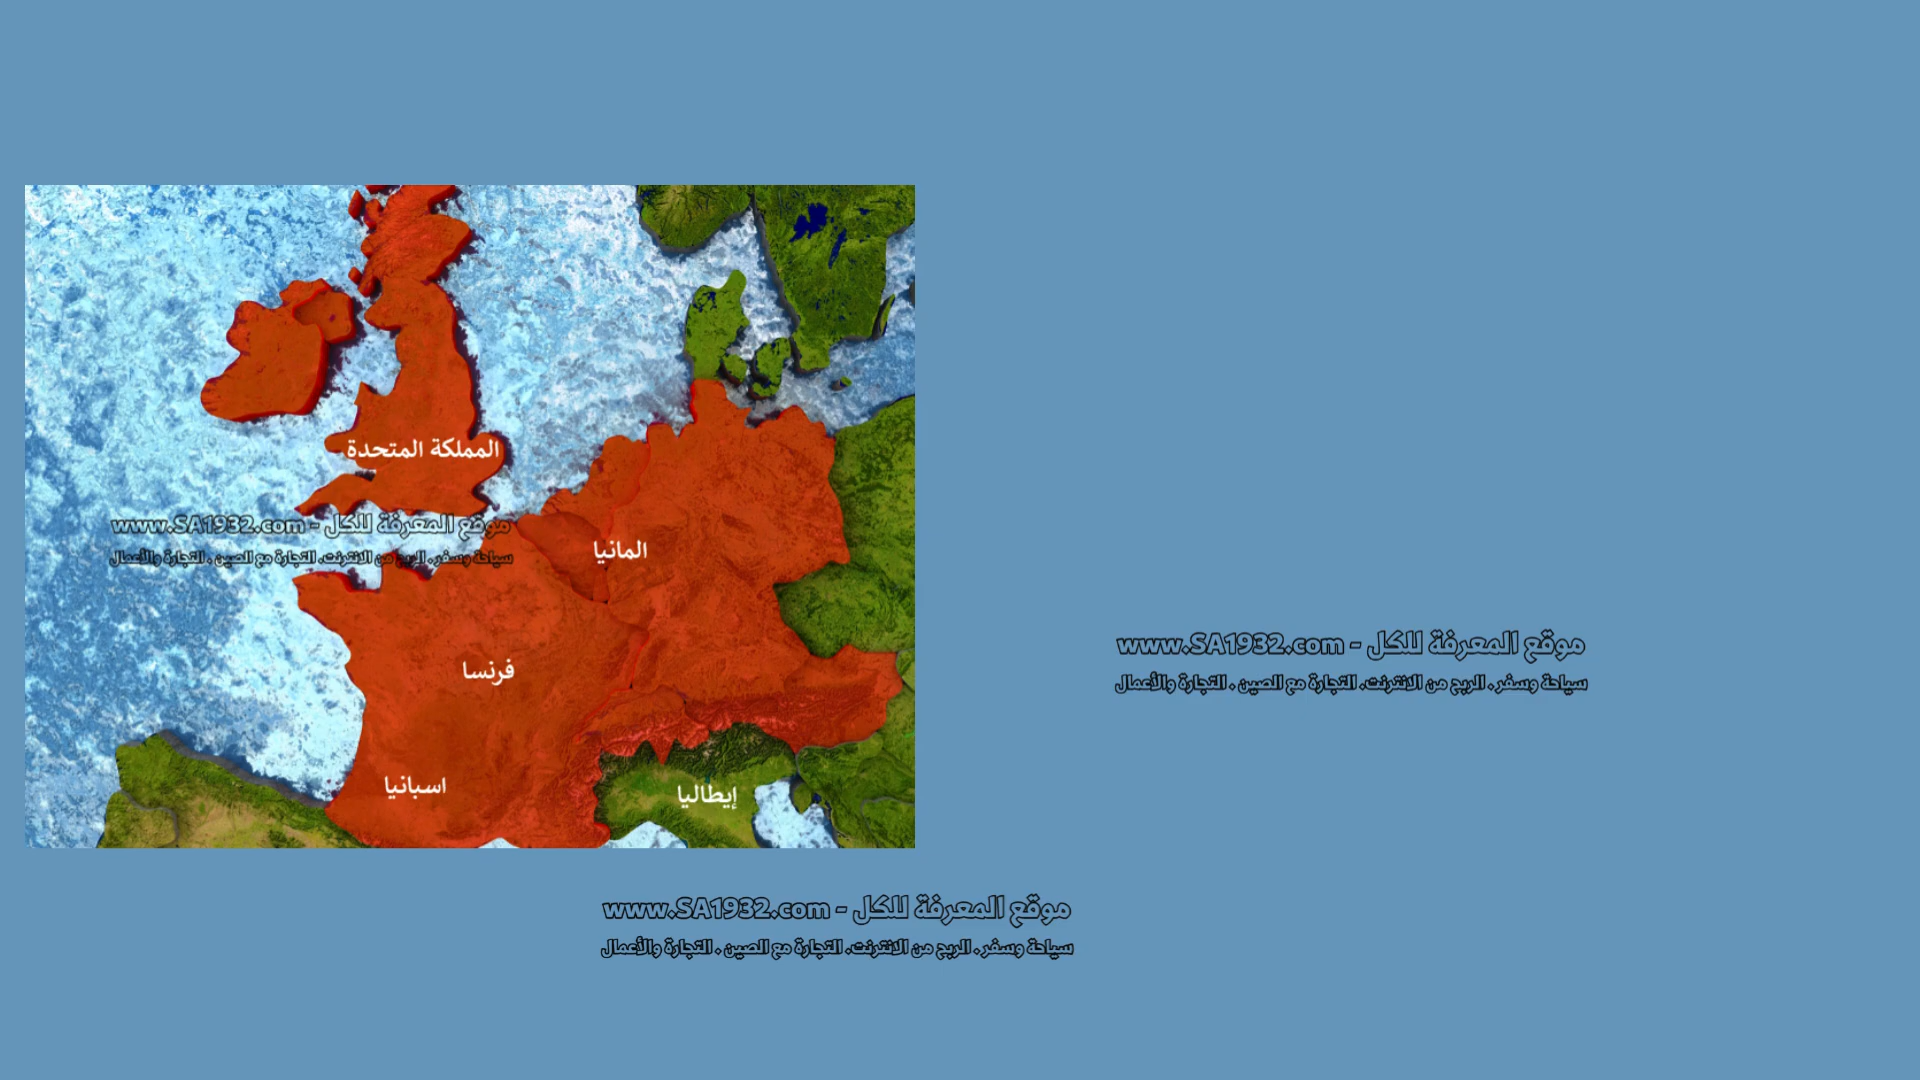 المملكة المتحدة
موقع المعرفة للكل - www.SA1932.com
سياحة وسفر . الربح من الانترنت. التجارة مع الصين . التجارة والأعمال
المانيا
فرنسا
اسبانيا
إيطاليا
موقع المعرفة للكل - www.SA1932.com
سياحة وسفر . الربح من الانترنت. التجارة مع الصين . التجارة والأعمال
موقع المعرفة للكل - www.SA1932.com
سياحة وسفر . الربح من الانترنت. التجارة مع الصين . التجارة والأعمال